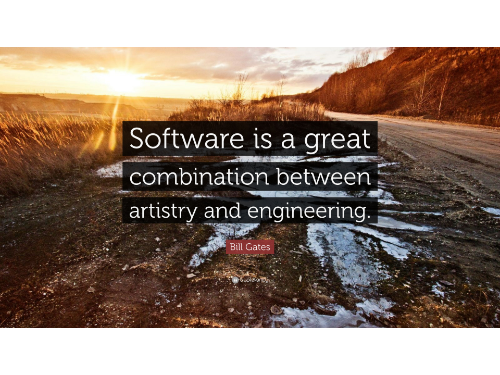 Software is a great
combination between
artistry and engineering.
Bill Gates